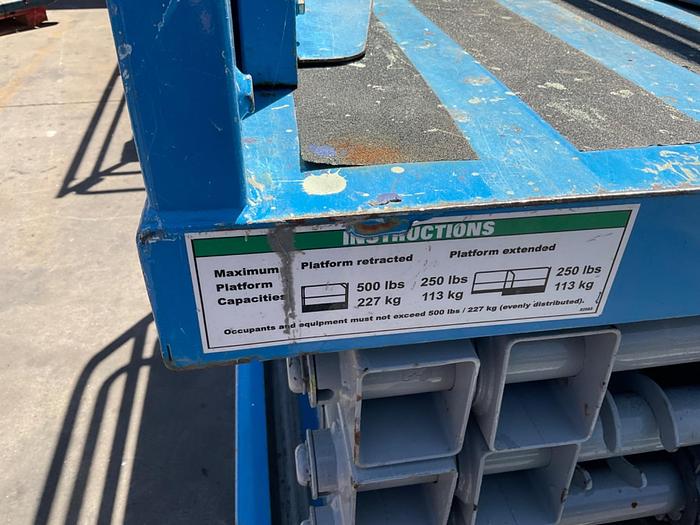 INSTRUCTIONS
Maximum Platform retracted Platform extended
Platform 500 lbs 250 lbs 250 lbs
Capacities 227 kg 113 kg 113 kg
Occupants and equipment must not exceed 500 lbs / 227 kg (evenly distributed).